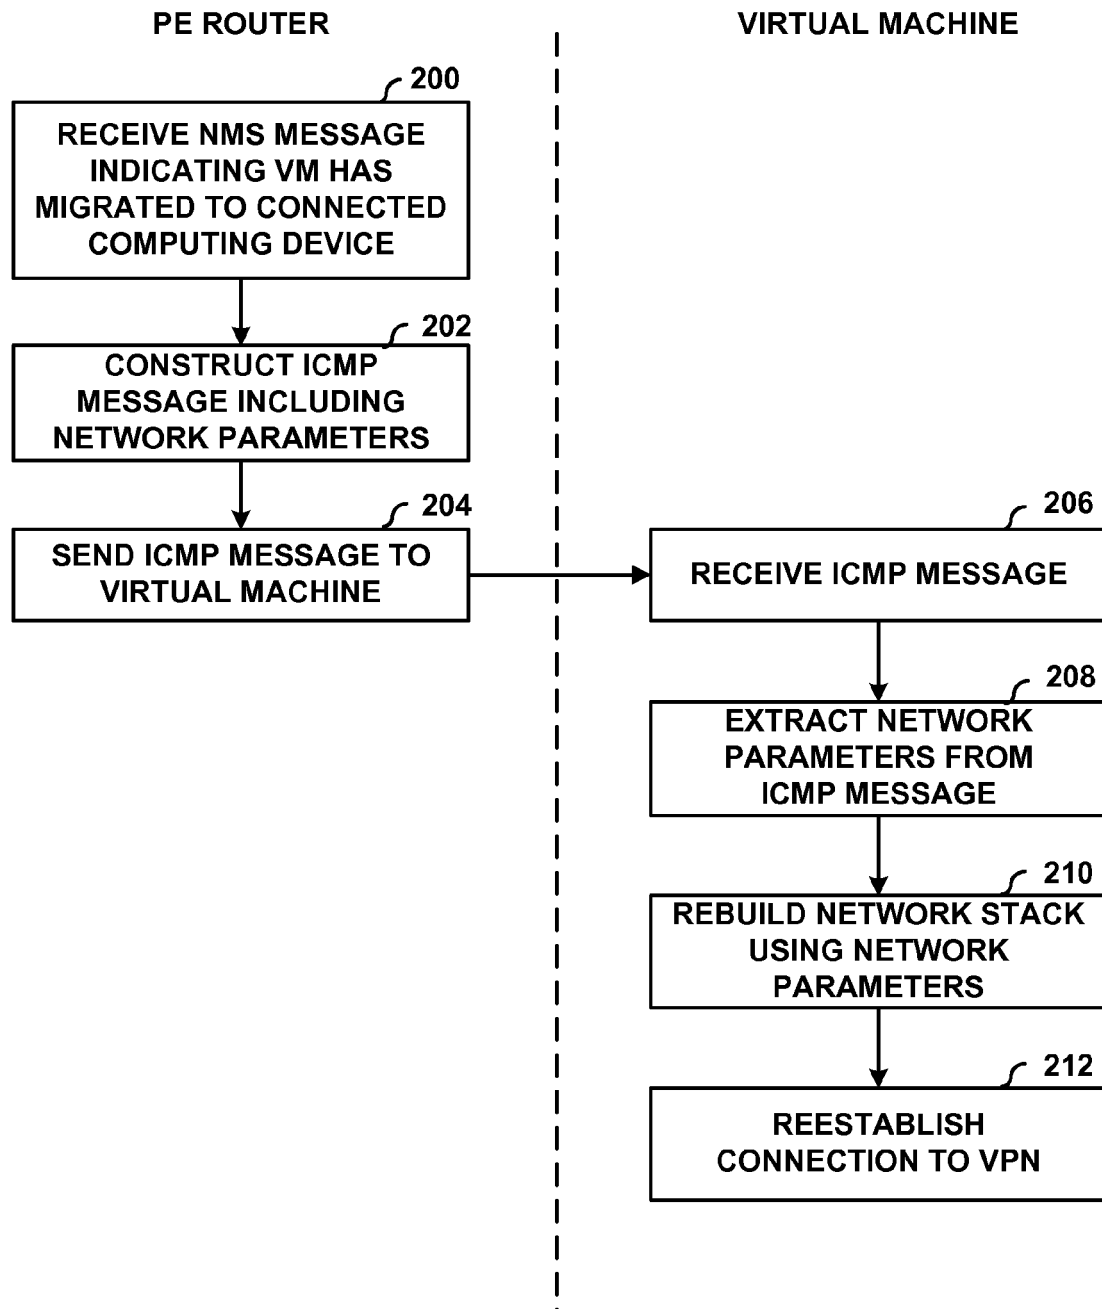 PE ROUTER
VIRTUAL MACHINE
200
RECEIVE NMS MESSAGE
INDICATING VM HAS
MIGRATED TO CONNECTED
COMPUTING DEVICE
202
CONSTRUCT ICMP
MESSAGE INCLUDING
NETWORK PARAMETERS
204
SEND ICMP MESSAGE TO
VIRTUAL MACHINE
206
RECEIVE ICMP MESSAGE
208
EXTRACT NETWORK
PARAMETERS FROM
ICMP MESSAGE
210
REBUILD NETWORK STACK
USING NETWORK
PARAMETERS
212
REESTABLISH
CONNECTION TO VPN